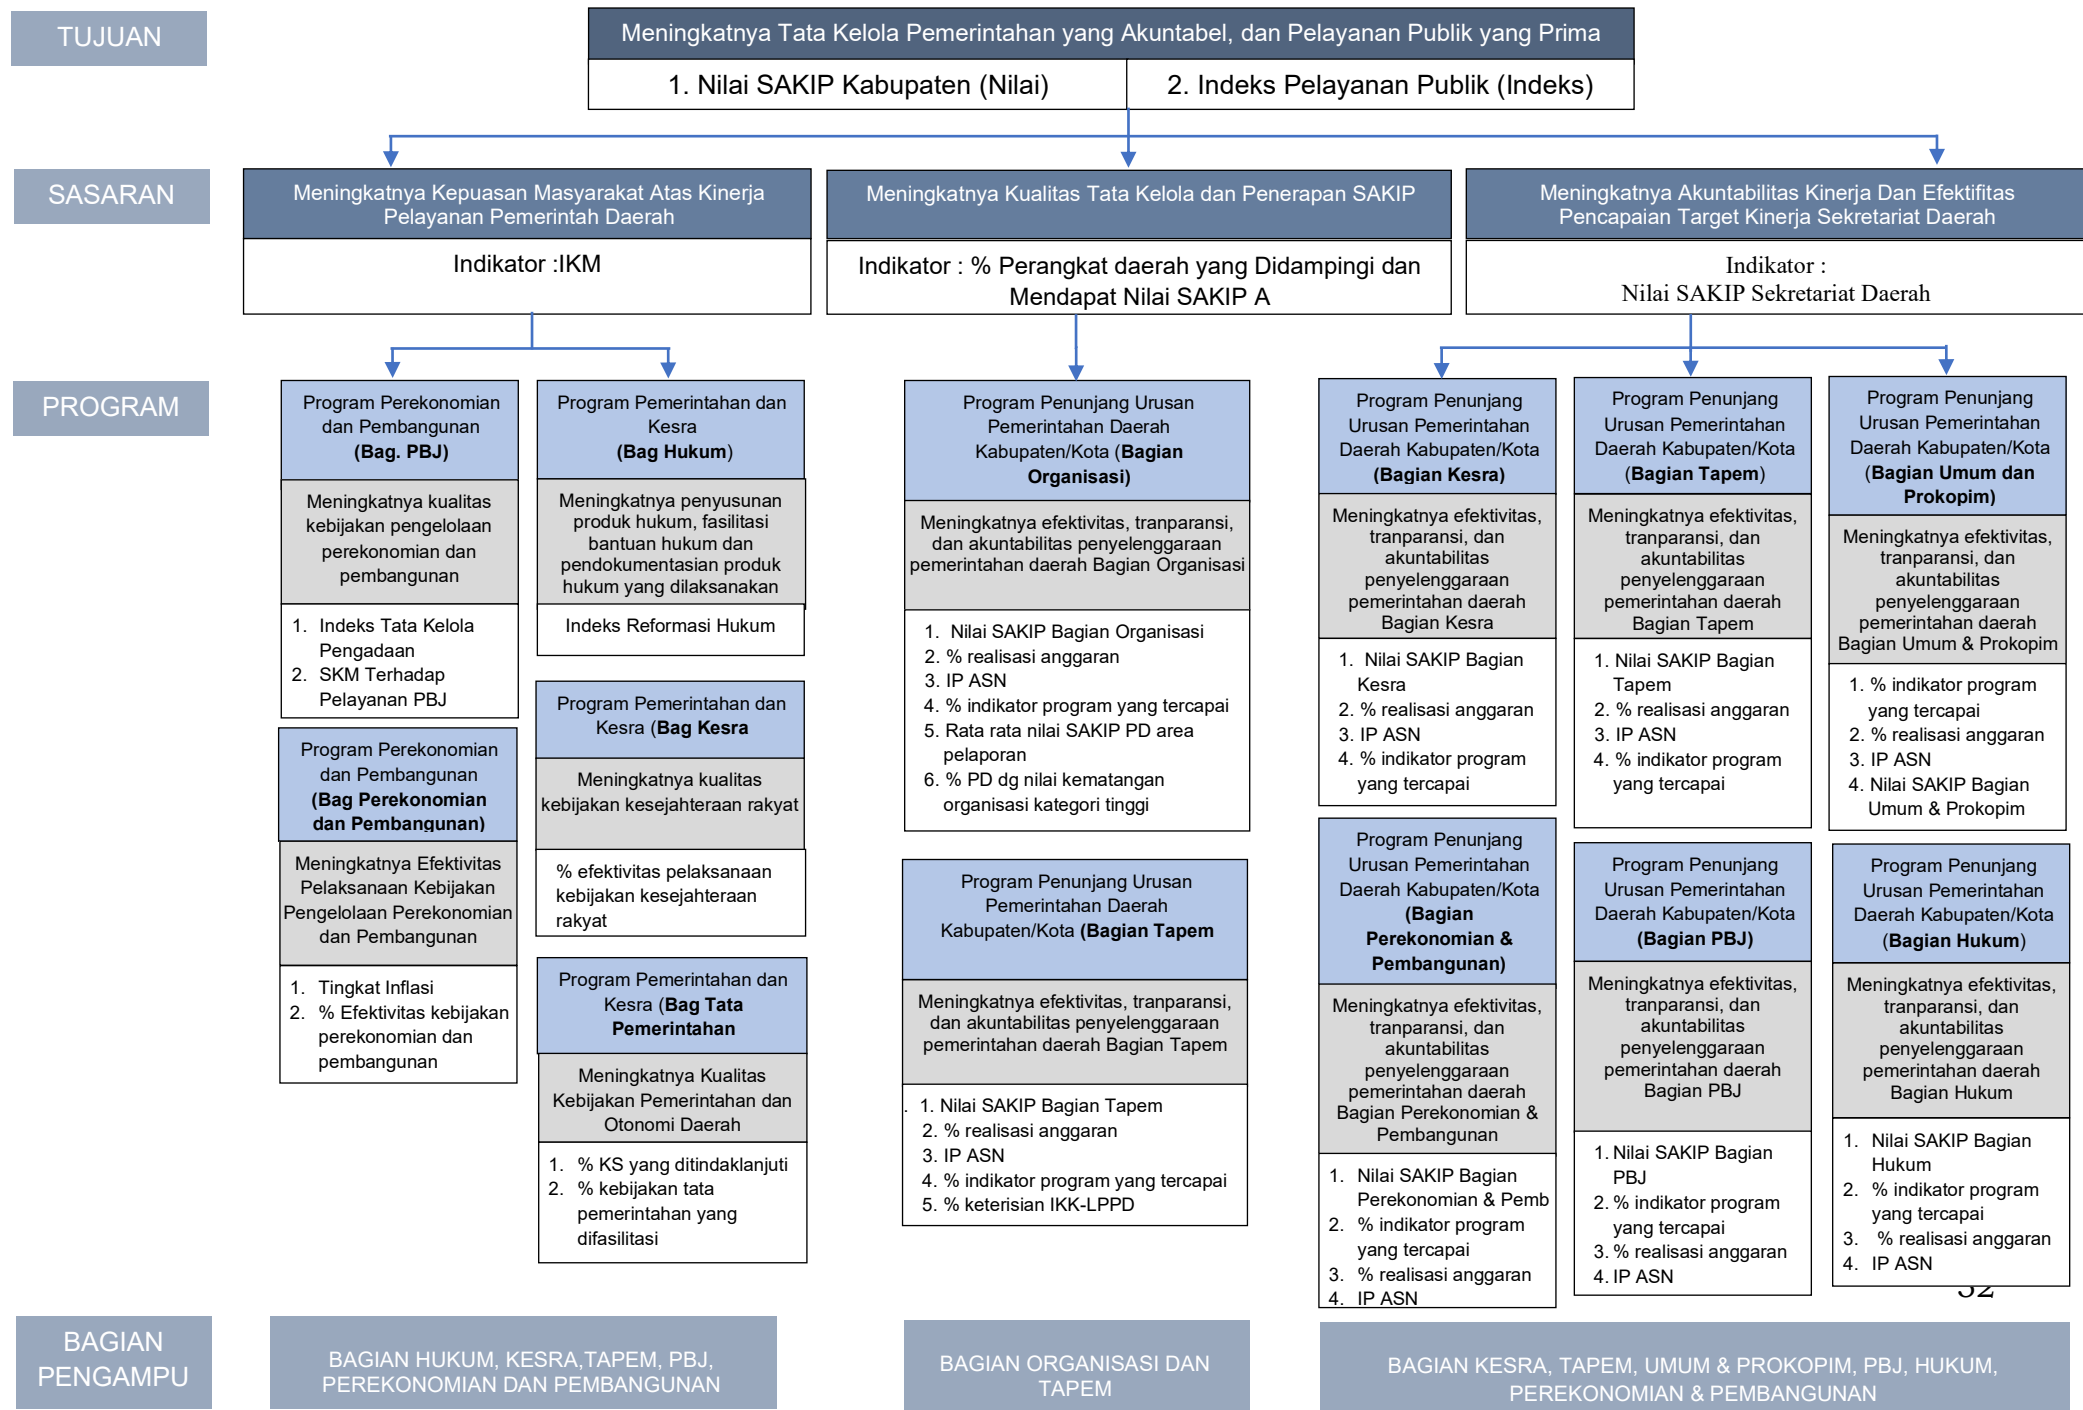 TUJUAN
Meningkatnya Tata Kelola Pemerintahan yang Akuntabel, dan Pelayanan Publik yang Prima
1. Nilai SAKIP Kabupaten (Nilai)
2. Indeks Pelayanan Publik (Indeks)
SASARAN
Meningkatnya Kepuasan Masyarakat Atas Kinerja
Pelayanan Pemerintah Daerah
Indikator :IKM
Meningkatnya Kualitas Tata Kelola dan Penerapan SAKIP
Indikator : % Perangkat daerah yang Didampingi dan
Mendapat Nilai SAKIP A
Meningkatnya Akuntabilitas Kinerja Dan Efektifitas
Pencapaian Target Kinerja Sekretariat Daerah
Indikator :
Nilai SAKIP Sekretariat Daerah
PROGRAM
Program Perekonomian
dan Pembangunan
(Bag. PBJ)
Meningkatnya kualitas
kebijakan pengelolaan
perekonomian dan
pembangunan
1. Indeks Tata Kelola
Pengadaan
2. SKM Terhadap
Pelayanan PBJ
Program Perekonomian
dan Pembangunan
(Bag Perekonomian
dan Pembangunan)
Meningkatnya Efektivitas
Pelaksanaan Kebijakan
Pengelolaan Perekonomian
dan Pembangunan
1. Tingkat Inflasi
2. % Efektivitas kebijakan
perekonomian dan
pembangunan
Program Pemerintahan dan
Kesra
(Bag Hukum)
Meningkatnya penyusunan
produk hukum, fasilitasi
bantuan hukum dan
pendokumentasian produk
hukum yang dilaksanakan
Indeks Reformasi Hukum
Program Pemerintahan dan
Kesra (Bag Kesra
Meningkatnya kualitas
kebijakan kesejahteraan rakyat
% efektivitas pelaksanaan
kebijakan kesejahteraan
rakyat
Program Pemerintahan dan
Kesra (Bag Tata
Pemerintahan
Meningkatnya Kualitas
Kebijakan Pemerintahan dan
Otonomi Daerah
1. % KS yang ditindaklanjuti
2. % kebijakan tata
pemerintahan yang
difasilitasi
Program Penunjang Urusan
Pemerintahan Daerah
Kabupaten/Kota (Bagian
Organisasi)
Meningkatnya efektivitas, tranparansi,
dan akuntabilitas penyelenggaraan
pemerintahan daerah Bagian Organisasi
1. Nilai SAKIP Bagian Organisasi
2. % realisasi anggaran
3. IP ASN
4. % indikator program yang tercapai
5. Rata rata nilai SAKIP PD area
pelaporan
6. % PD dg nilai kematangan
organisasi kategori tinggi
Program Penunjang Urusan
Pemerintahan Daerah
Kabupaten/Kota (Bagian Tapem
Meningkatnya efektivitas, tranparansi,
dan akuntabilitas penyelenggaraan
pemerintahan daerah Bagian Tapem
. 1. Nilai SAKIP Bagian Tapem
2. % realisasi anggaran
3. IP ASN
4. % indikator program yang tercapai
5. % keterisian IKK-LPPD
Program Penunjang
Urusan Pemerintahan
Daerah Kabupaten/Kota
(Bagian Kesra)
Meningkatnya efektivitas,
tranparansi, dan
akuntabilitas
penyelenggaraan
pemerintahan daerah
Bagian Kesra
1. Nilai SAKIP Bagian
Kesra
2. % realisasi anggaran
3. IP ASN
4. % indikator program
yang tercapai
Program Penunjang
Urusan Pemerintahan
Daerah Kabupaten/Kota
(Bagian
Perekonomian &
Pembangunan)
Meningkatnya efektivitas,
tranparansi, dan
akuntabilitas
penyelenggaraan
pemerintahan daerah
Bagian Perekonomian &
Pembangunan
1. Nilai SAKIP Bagian
Perekonomian & Pemb
2. % indikator program
yang tercapai
3. % realisasi anggaran
4. IP ASN
Program Penunjang
Urusan Pemerintahan
Daerah Kabupaten/Kota
(Bagian Tapem)
Meningkatnya efektivitas,
tranparansi, dan
akuntabilitas
penyelenggaraan
pemerintahan daerah
Bagian Tapem
1. Nilai SAKIP Bagian
Tapem
2. % realisasi anggaran
3. IP ASN
4. % indikator program
yang tercapai
Program Penunjang
Urusan Pemerintahan
Daerah Kabupaten/Kota
(Bagian PBJ)
Meningkatnya efektivitas,
tranparansi, dan
akuntabilitas
penyelenggaraan
pemerintahan daerah
Bagian PBJ
1. Nilai SAKIP Bagian
PBJ
2. % indikator program
yang tercapai
3. % realisasi anggaran
4. IP ASN
Program Penunjang
Urusan Pemerintahan
Daerah Kabupaten/Kota
(Bagian Umum dan
Prokopim)
Meningkatnya efektivitas,
tranparansi, dan
akuntabilitas
penyelenggaraan
pemerintahan daerah
Bagian Umum & Prokopim
1. % indikator program
yang tercapai
2. % realisasi anggaran
3. IP ASN
4. Nilai SAKIP Bagian
Umum & Prokopim
Program Penunjang
Urusan Pemerintahan
Daerah Kabupaten/Kota
(Bagian Hukum)
Meningkatnya efektivitas,
tranparansi, dan
akuntabilitas
penyelenggaraan
pemerintahan daerah
Bagian Hukum
1. Nilai SAKIP Bagian
Hukum
2. % indikator program
yang tercapai
3. % realisasi anggaran
4. IP ASN
BAGIAN
PENGAMPU
BAGIAN HUKUM, KESRA,TAPEM, PBJ,
PEREKONOMIAN DAN PEMBANGUNAN
BAGIAN ORGANISASI DAN
TAPEM
BAGIAN KESRA, TAPEM, UMUM & PROKOPIM, PBJ, HUKUM,
PEREKONOMIAN & PEMBANGUNAN